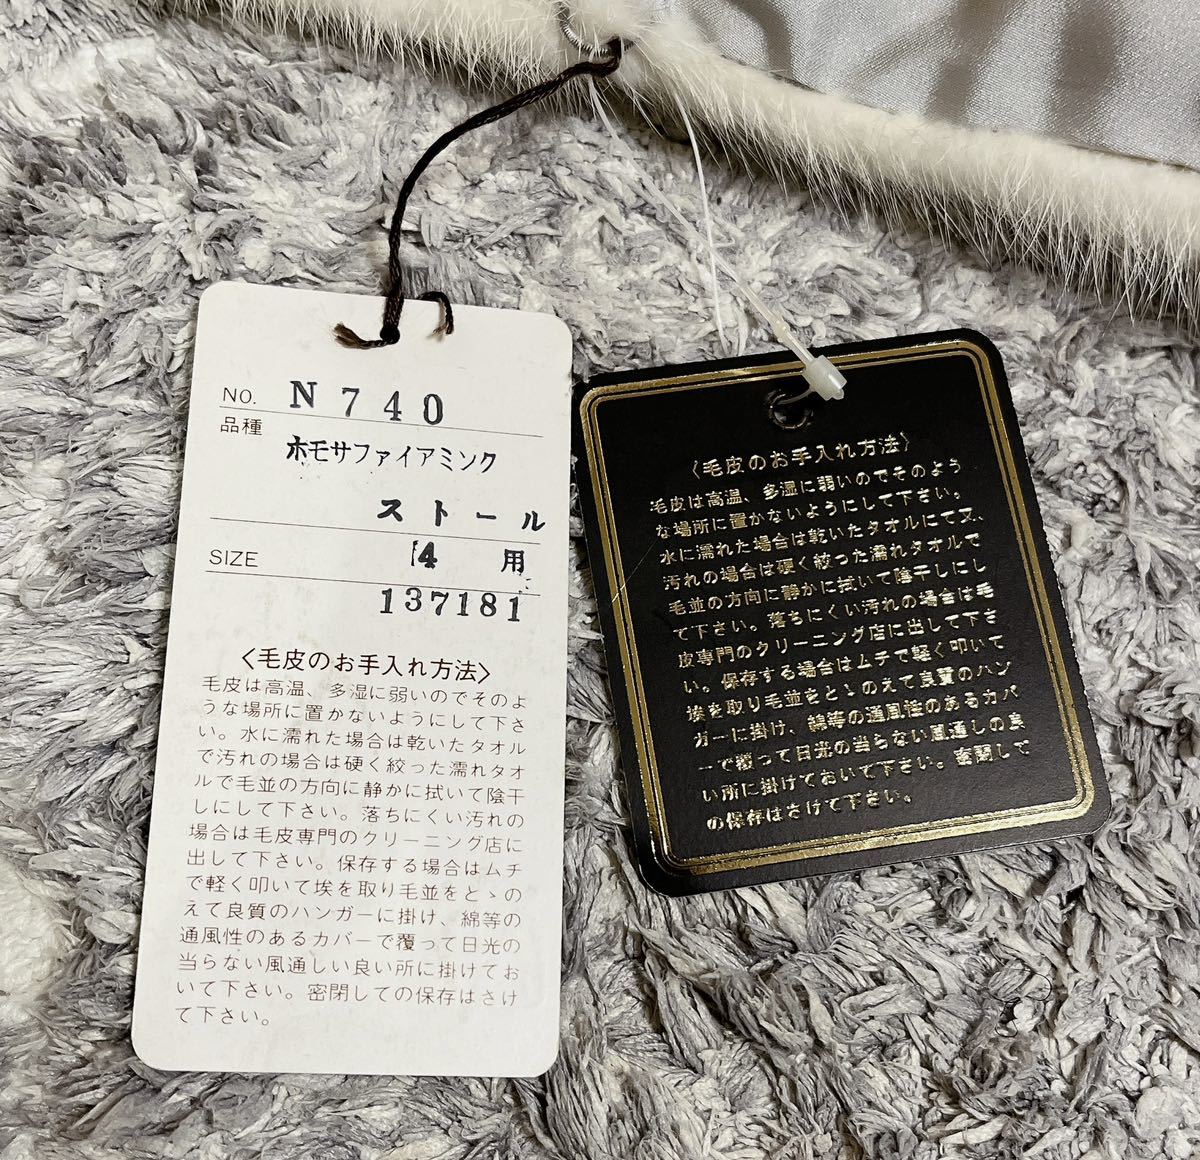 NO. N740
品種
ホモサファイアミンク
ストール
SIZE 14 用
137181
〈毛皮のお手入れ方法〉
毛皮は高温、多湿に弱いのでそのよ
うな場所に置かないようにして下さ
い。水に濡れた場合は乾いたタオル
で汚れの場合は硬く絞った濡れタオ
ルで毛並の方向に静かに拭いて陰干
しにして下さい。落ちにくい汚れの
場合は毛皮専門のクリーニング店に
出して下さい。保存する場合はムチ
で軽く叩いて埃を取り毛並をとゝの
えて良質のハンガーに掛け、綿等の
通風性のあるカバーで覆って日光の
当らない風通しい良い所に掛けてお
いて下さい。密閉しての保存はさけ
て下さい。
〈毛皮のお手入れ方法〉
毛皮は高温、多湿に弱いのでそのよう
な場所に置かないようにして下さい。
水に濡れた場合は乾いたタオルにて又、
汚れの場合は硬く絞った濡れタオルで
毛並の方向に静かに拭いて陰干しにし
て下さい。落ちにくい汚れの場合は毛
皮専門のクリーニング店に出して下さ
い。保存する場合はムチで軽く叩いて
埃を取り毛並をとゝのえて良質のハン
ガーに掛け、綿等の通風性のあるカバ
ーで覆って日光の当らない風通しの良
い所に掛けておいて下さい。密閉して
の保存はさけて下さい。